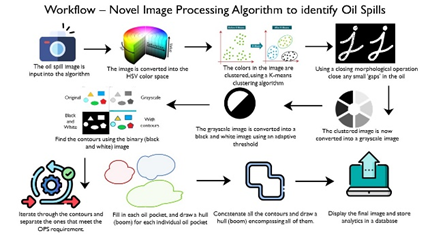 Workflow – Novel Image Processing Algorithm to identify Oil Spills
The oil spill image is
input into the algorithm
The image is converted into the
HSV color space
The colors in the image are
clustered, using a K-means
clustering algorithm
Using a closing morphological operation
close any small 'gaps' in the oil
Original
Grayscale
Black
and
White
With
contours
Find the contours using the binary (black
and white) image
The grayscale image is converted into a
black and white image using an adaptive
threshold
The clustered image is now
converted into a grayscale image
Iterate through the contours and
separate the ones that meet the
OPS requirement.
Fill in each oil pocket, and draw a hull
(boom) for each individual oil pocket
Concatenate all the contours and draw a
hull (boom) encompassing all of them.
Display the final image and store
analytics in a database